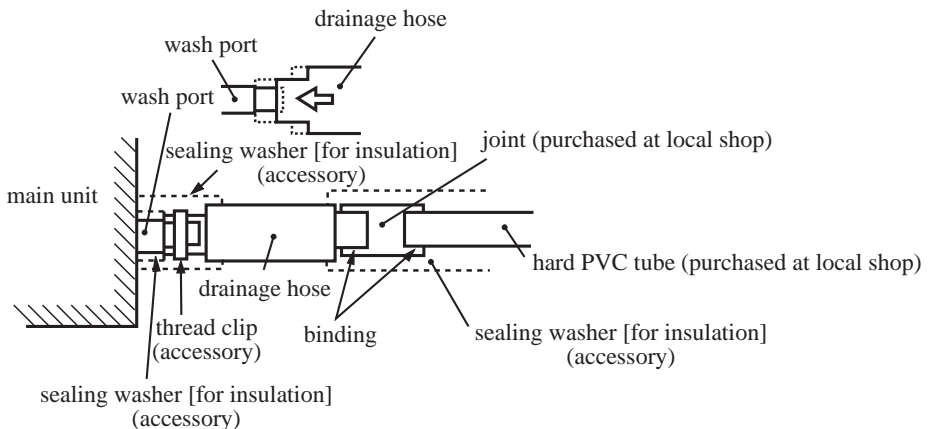 drainage hose
wash port
wash port
sealing washer [for insulation]
(accessory)
joint (purchased at local shop)
main unit
hard PVC tube (purchased at local shop)
drainage hose
thread clip
(accessory)
binding
sealing washer [for insulation]
(accessory)
sealing washer [for insulation]
(accessory)